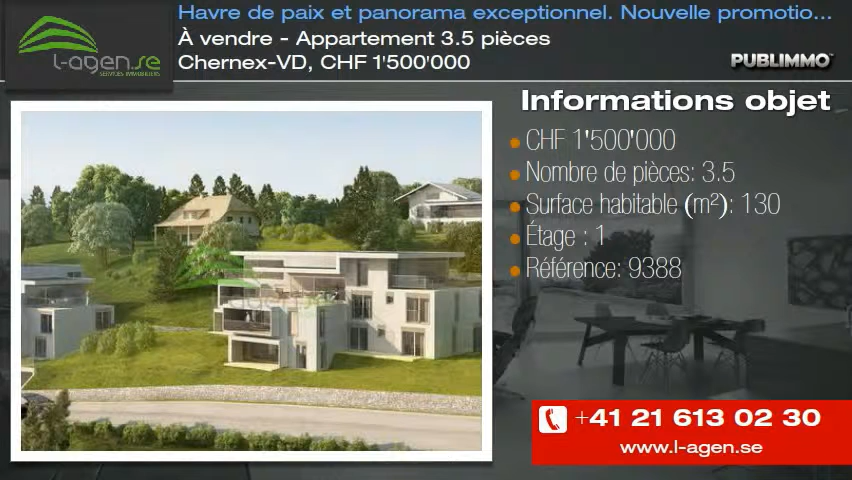 Havre de paix et panorama exceptionnel. Nouvelle promotio...
l-agen.se
SERVICES IMMOBILIERS
À vendre - Appartement 3.5 pièces
Chernex-VD, CHF 1'500'000
PUBLIMMO
Informations objet
CHF 1'500'000
Nombre de pièces: 3.5
Surface habitable (m²): 130
Étage : 1
Référence: 9388
l-agen.se
+41 21 613 02 30
www.l-agen.se